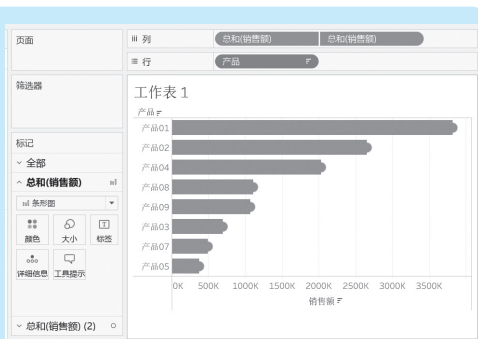 页面
iii 列 总和(销售额) 总和(销售额)
行 产品
筛选器
工作表 1
产品
产品01
产品02
产品04
产品08
产品09
产品03
产品07
产品05
0K 500K 1000K 1500K 2000K 2500K 3000K 3500K
销售额
标记
全部
总和(销售额)
条形图
颜色 大小 标签
详细信息 工具提示
总和(销售额) (2)